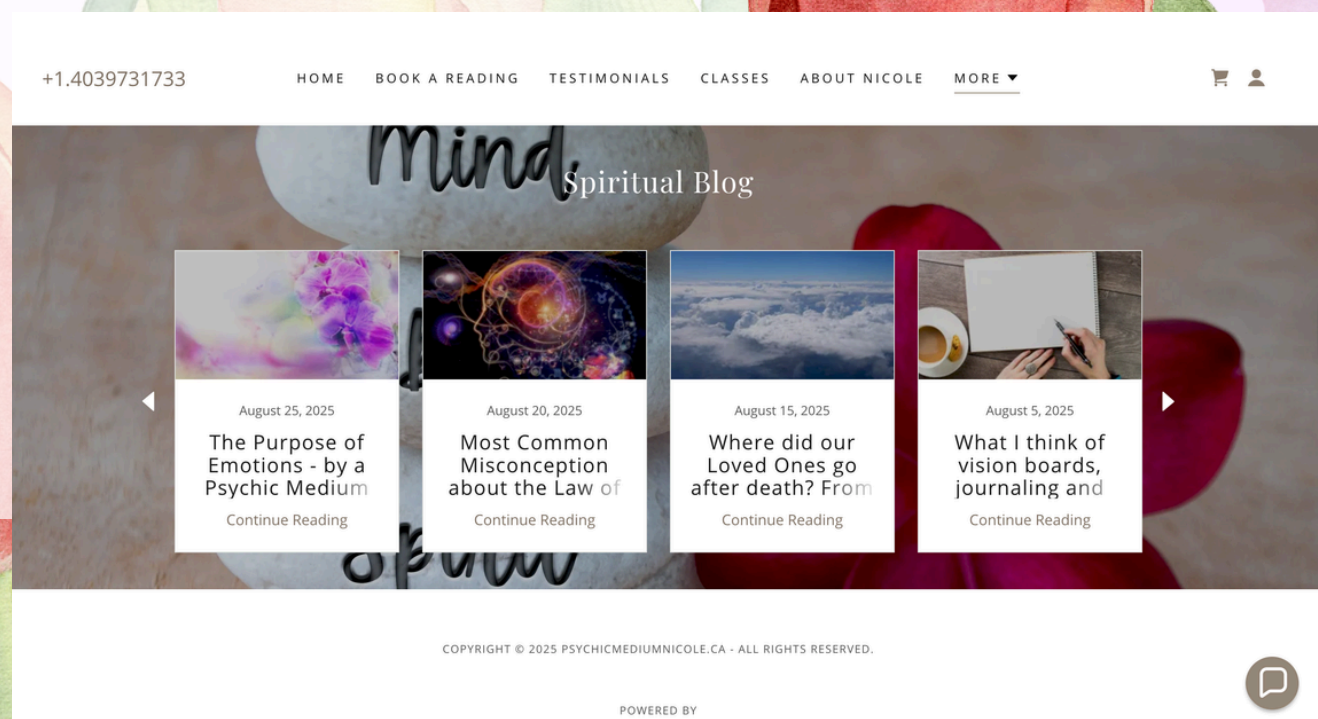 +1.4039731733
HOME BOOK A READING TESTIMONIALS CLASSES ABOUT NICOLE MORE
Mind,
Spiritual Blog
August 25, 2025
The Purpose of
Emotions - by a
Psychic Medium
Continue Reading
August 20, 2025
Most Common
Misconception
about the Law of
Continue Reading
August 15, 2025
Where did our
Loved Ones go
after death? From
Continue Reading
August 5, 2025
What I think of
vision boards,
journaling and
Continue Reading
Spirit
COPYRIGHT © 2025 PSYCHICMEDIUMNICOLE.CA - ALL RIGHTS RESERVED.
POWERED BY